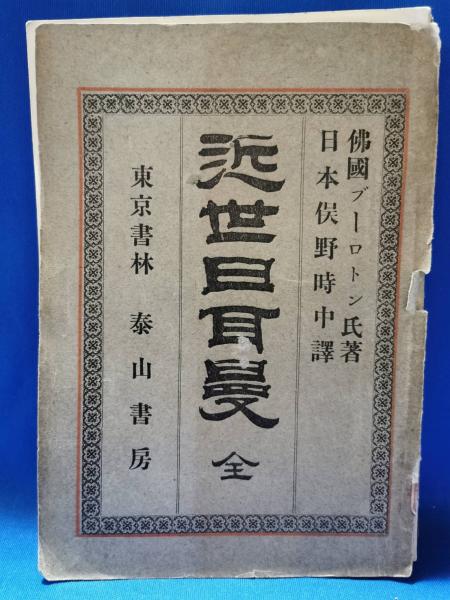 佛國ブーロトン氏著
日本俣野時中譯
近世日耳曼 全
東京書林 泰山書房